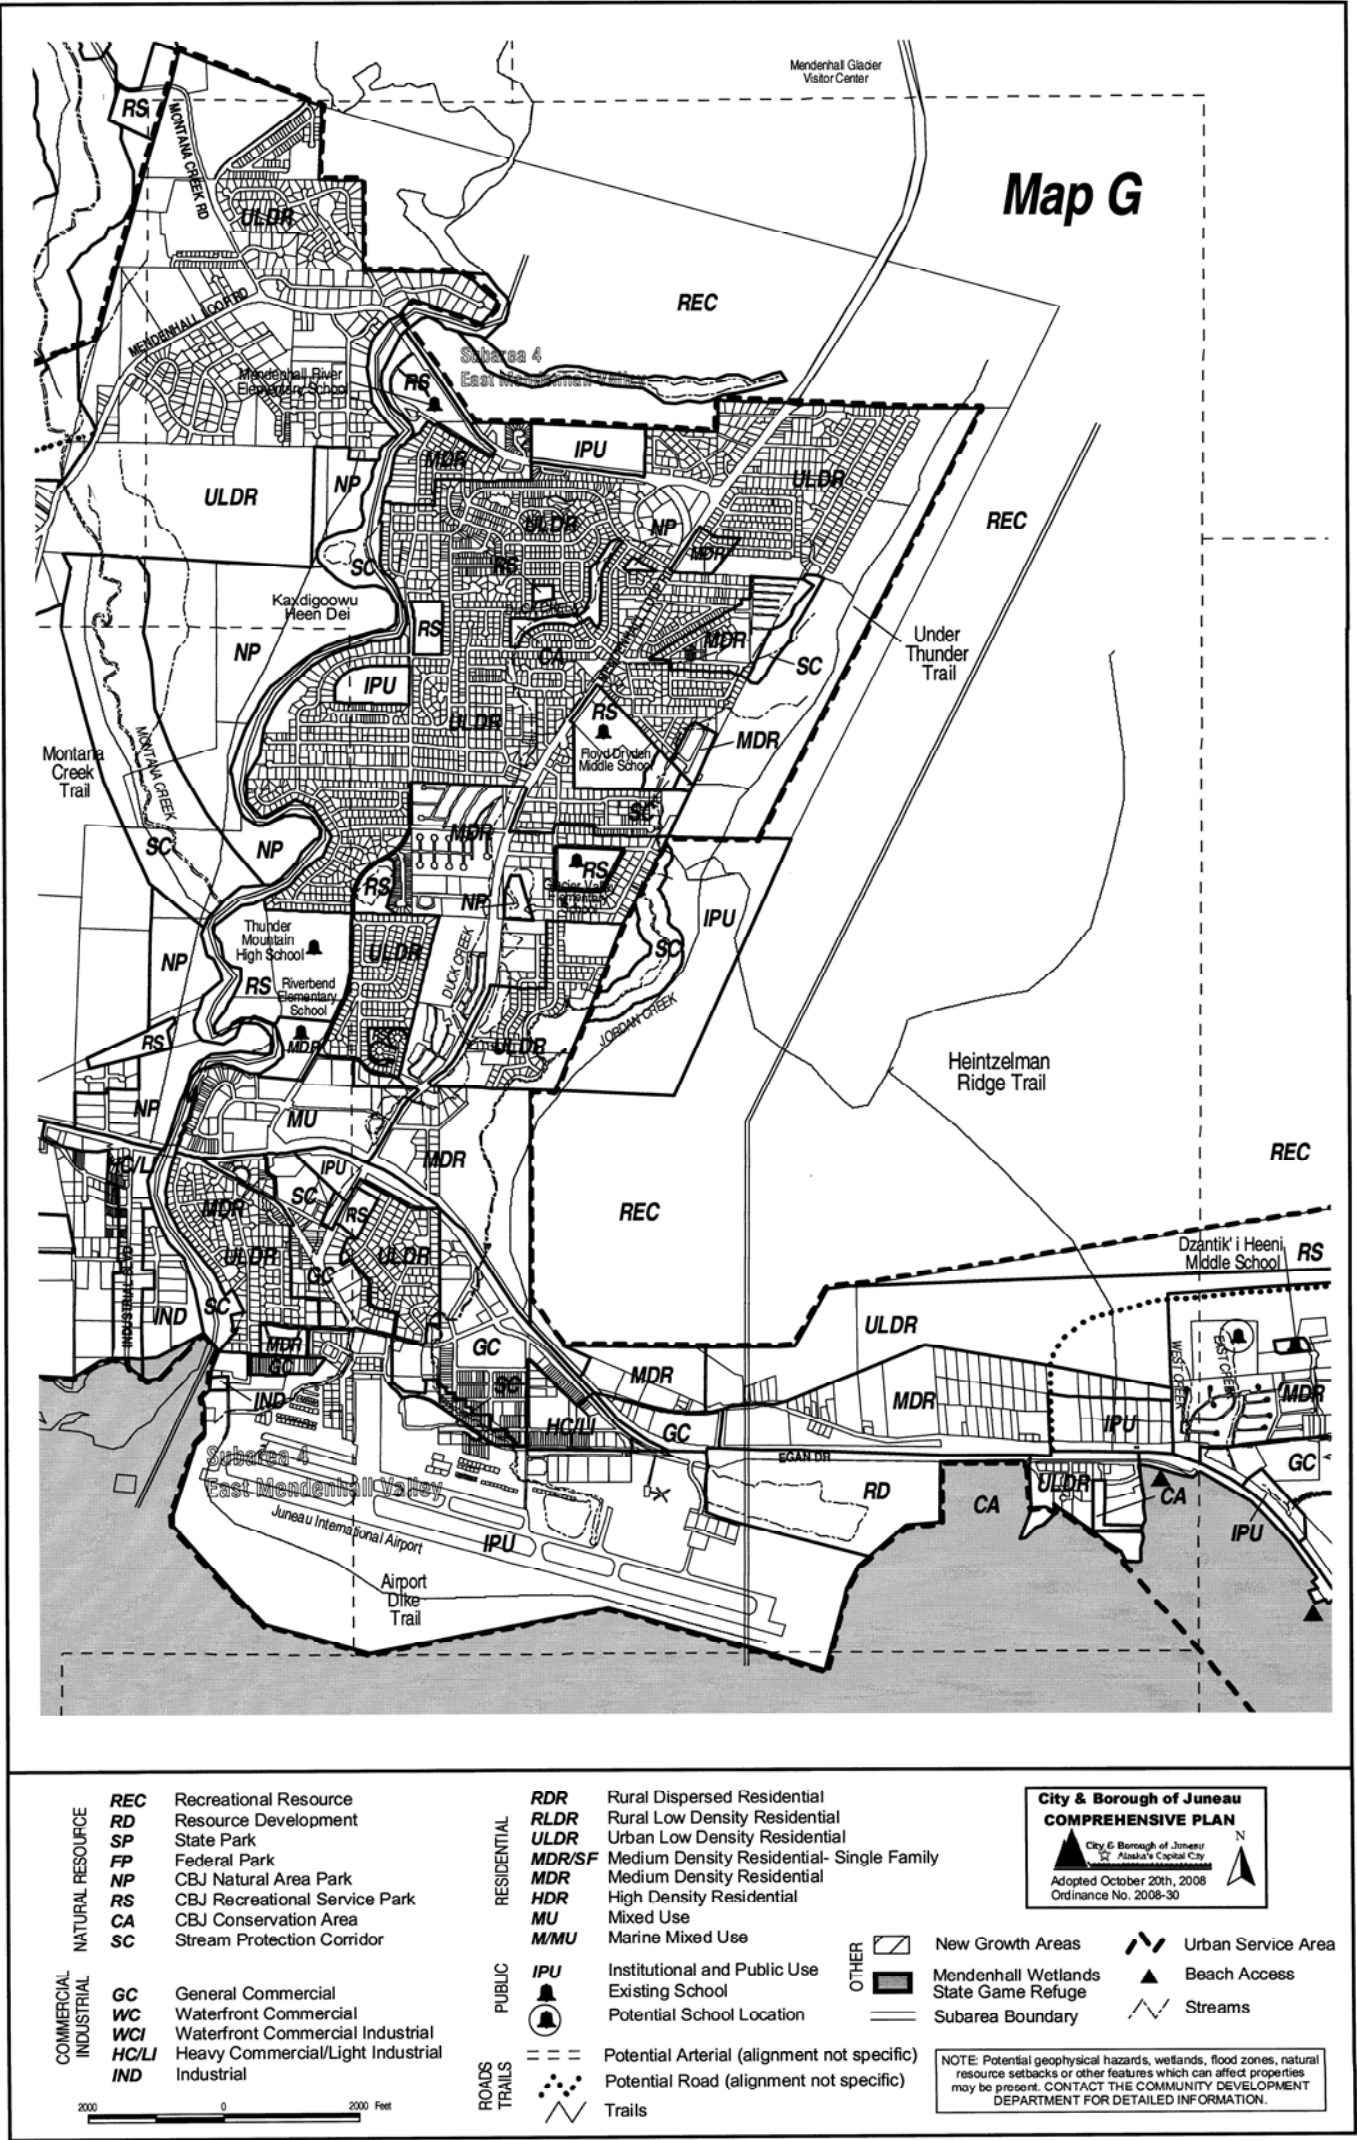 Mendenhall Glacier
Visitor Center
RS
MONTANA CREEK RD
Map G
ULDR
REC
MENDENHALL LOOP RD
Subarea 4
East Mendenhall Valley
Mendenhall River
Elementary School
RS
MDR
IPU
ULDR
ULDR
NP
REC
ULDR
NP
MDR
SC
RS
Kaxdigoowu
Heen Dei
RS
DUCK CREEK
MENDENHALL LOOP RD
Under
Thunder
Trail
NP
CA
MDR
SC
IPU
RS
ULDR
MDR
Floyd Dryden
Middle School
Montana
Creek
Trail
MONTANA CREEK
SC
MDR
SC
NP
RS
RS
NP
Glacier Valley
Elementary
School
IPU
Thunder
Mountain
High School
ULDR
SC
NP
DUCK CREEK
RS
Riverbend
Elementary
School
JORDAN CREEK
RS
MDR
ULDR
Heintzelman
Ridge Trail
NP
MU
HC/LI
IPU
MDR
REC
SC
MDR
RS
REC
ULDR
ULDR
Dzantik' i Heeni
Middle School
RS
GC
INDUSTRIAL BLVD
IND
SC
ULDR
MDR
GC
WEST CREEK
EAST CREEK
GC
MDR
SC
MDR
MDR
IND
HC/LI
GC
IPU
Subarea 4
East Mendenhall Valley
EGAN DR
GC
RD
CA
ULDR
CA
Juneau International Airport
IPU
IPU
Airport
Dike
Trail
NATURAL RESOURCE
REC Recreational Resource
RD Resource Development
SP State Park
FP Federal Park
NP CBJ Natural Area Park
RS CBJ Recreational Service Park
CA CBJ Conservation Area
SC Stream Protection Corridor
COMMERCIAL
INDUSTRIAL
GC General Commercial
WC Waterfront Commercial
WCI Waterfront Commercial Industrial
HC/LI Heavy Commercial/Light Industrial
IND Industrial
2000 0 2000 Feet
RESIDENTIAL
RDR Rural Dispersed Residential
RLDR Rural Low Density Residential
ULDR Urban Low Density Residential
MDR/SF Medium Density Residential- Single Family
MDR Medium Density Residential
HDR High Density Residential
MU Mixed Use
M/MU Marine Mixed Use
PUBLIC
IPU Institutional and Public Use
Existing School
Potential School Location
ROADS
TRAILS
Potential Arterial (alignment not specific)
Potential Road (alignment not specific)
Trails
OTHER
New Growth Areas
Mendenhall Wetlands
State Game Refuge
Subarea Boundary
Urban Service Area
Beach Access
Streams
City & Borough of Juneau
COMPREHENSIVE PLAN
City & Borough of Juneau
Alaska's Capital City
N
Adopted October 20th, 2008
Ordinance No. 2008-30
NOTE: Potential geophysical hazards, wetlands, flood zones, natural
resource setbacks or other features which can affect properties
may be present. CONTACT THE COMMUNITY DEVELOPMENT
DEPARTMENT FOR DETAILED INFORMATION.